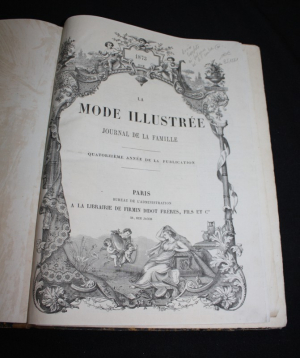 LA
MODE ILLUSTRÉE
JOURNAL DE LA FAMILLE
QUATORZIÈME ANNÉE DE LA PUBLICATION
PARIS
BUREAU DE L'ADMINISTRATION
A LA LIBRAIRIE DE FIRMIN DIDOT FRÈRES, FILS ET Cie